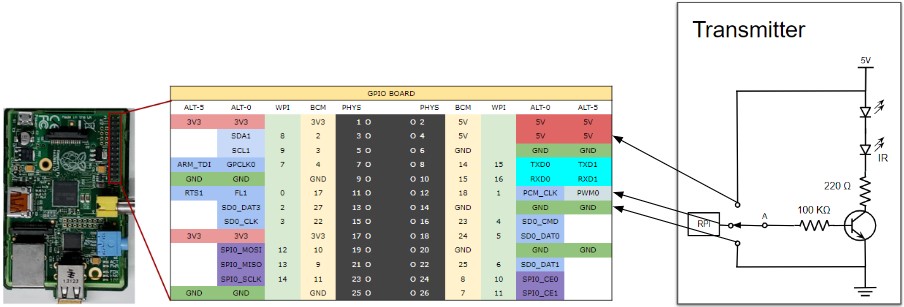 Transmitter
GPIO BOARD
ALT-5 ALT-0 WPI BCM PHYS PHYS BCM WPI ALT-0 ALT-5
3V3 3V3 3V3 1 O O 2 5V 5V 5V
SDA1 8 2 3 O O 4 5V 5V 5V
SCL1 9 3 5 O O 6 GND GND GND
ARM_TDI GPCLK0 7 4 7 O O 8 14 15 TXD0 TXD1
GND GND GND 9 O O 10 15 16 RXD0 RXD1
RTS1 FL1 0 17 11 O O 12 18 1 PCM_CLK PWM0
SD0_DAT3 2 27 13 O O 14 GND GND GND
SD0_CLK 3 22 15 O O 16 23 4 SD0_CMD
3V3 3V3 3V3 17 O O 18 24 5 SD0_DAT0
SPI0_MOSI 12 10 19 O O 20 GND GND GND
SPI0_MISO 13 9 21 O O 22 25 6 SD0_DAT1
SPI0_SCLK 14 11 23 O O 24 8 10 SPI0_CE0
GND GND GND 25 O O 26 7 11 SPI0_CE1
5V
IR
220 Ω
100 KΩ
A
RPI